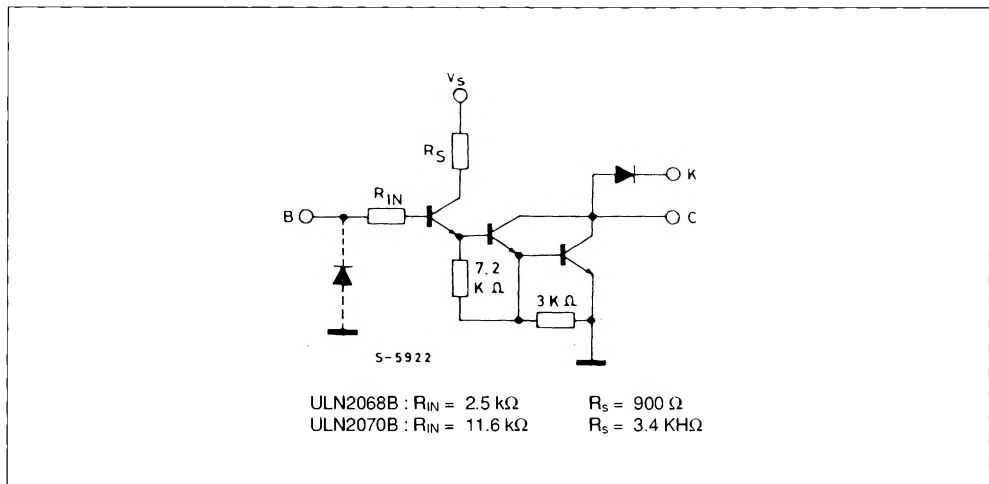 Vs
RS
RIN
B
K
C
7.2
K Ω
3 K Ω
S-5922
ULN2068B : RIN = 2.5 kΩ Rs = 900 Ω
ULN2070B : RIN = 11.6 kΩ Rs = 3.4 KHΩ